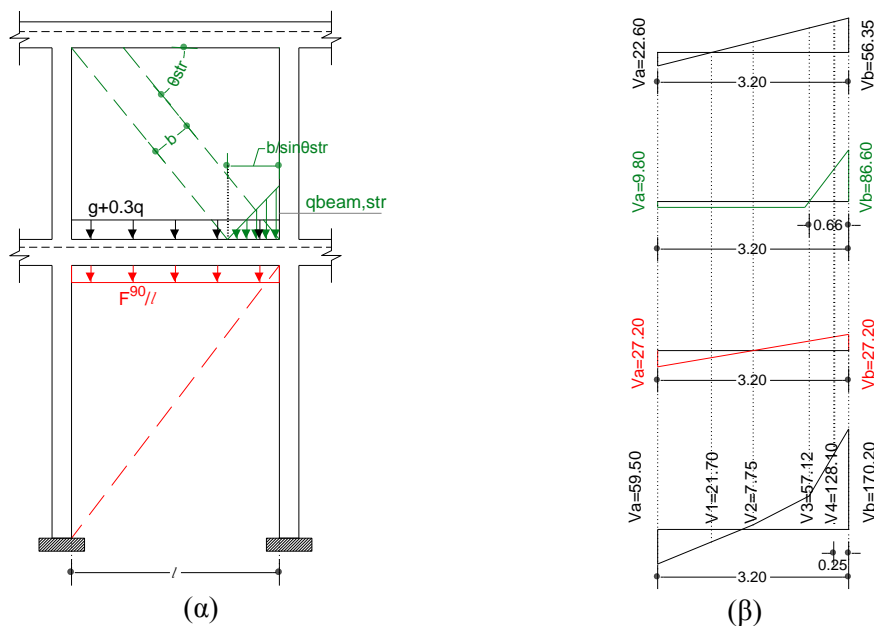 θstr
b
b/sinθstr
qbeam,str
g+0.3q
F90/l
l
(α)
Va=22.60
3.20
Vb=56.35
Va=9.80
0.66
3.20
Vb=86.60
Va=27.20
3.20
Vb=27.20
Va=59.50
V1=21.70
V2=7.75
V3=57.12
V4=128.10
Vb=170.20
0.25
3.20
(β)